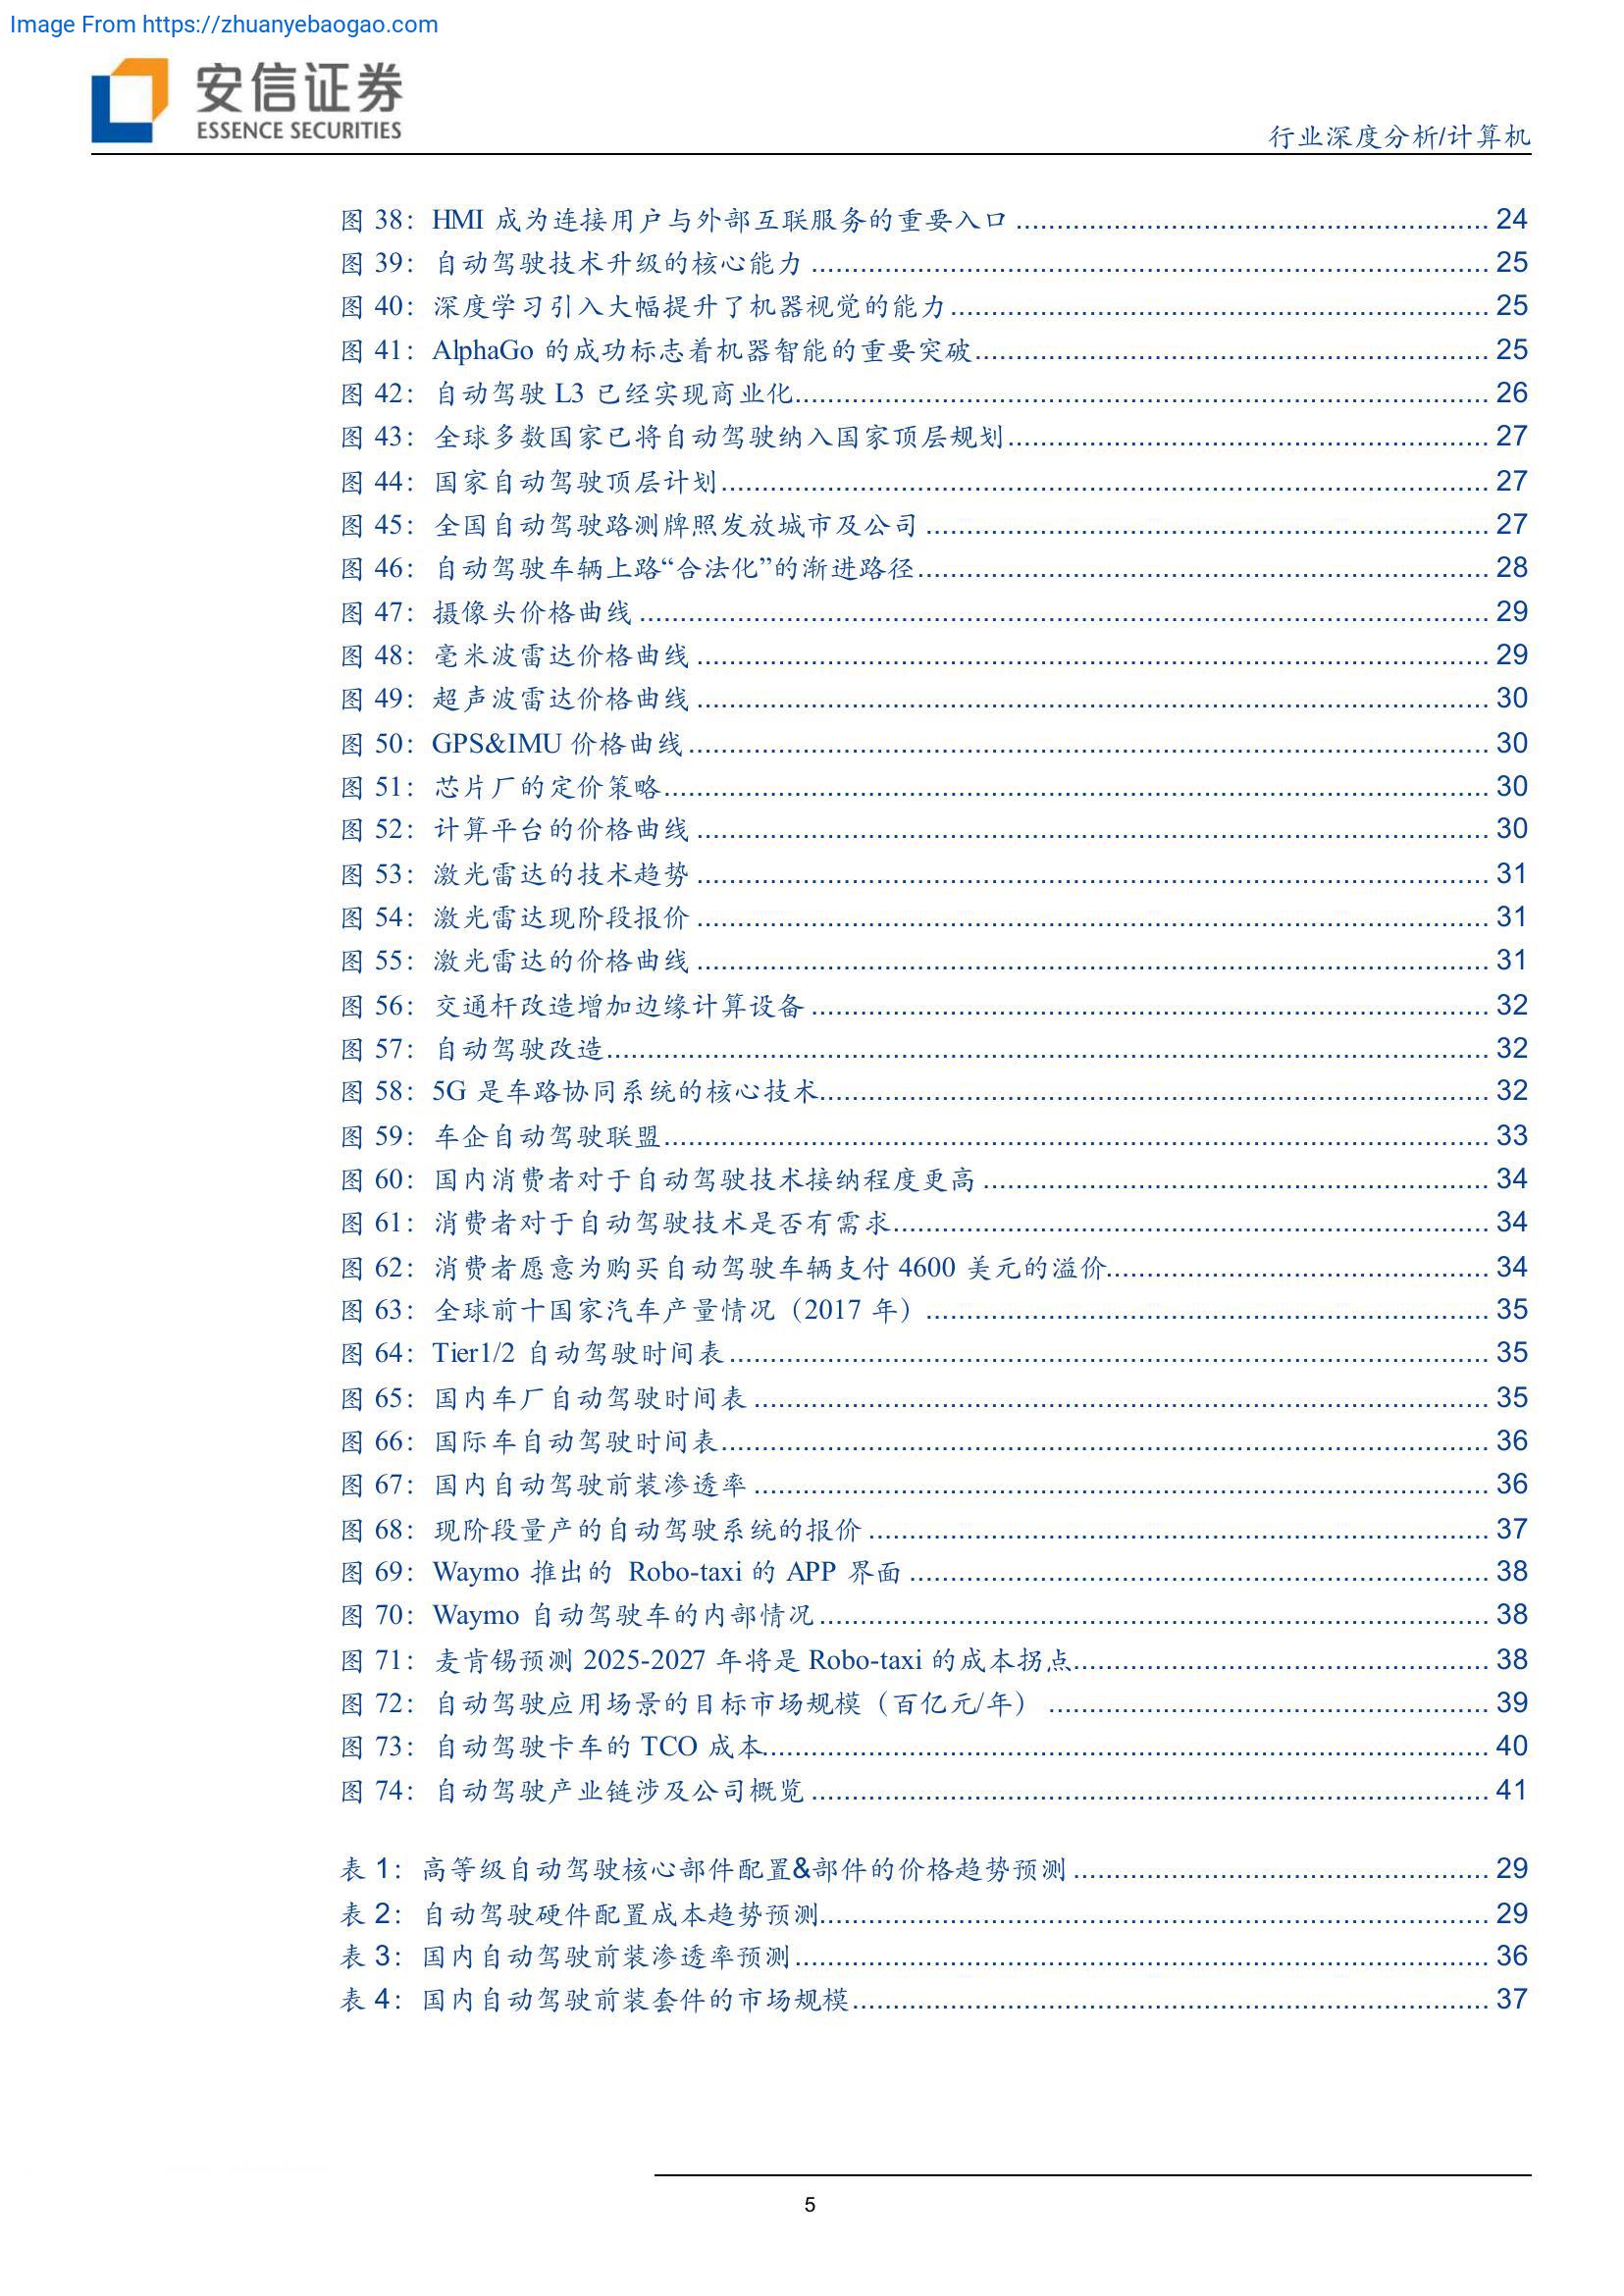 Image From https://zhuanyebaogao.com
安信证券
ESSENCE SECURITIES
行业深度分析/计算机
图 38：HMI 成为连接用户与外部互联服务的重要入口 24
图 39：自动驾驶技术升级的核心能力 25
图 40：深度学习引入大幅提升了机器视觉的能力 25
图 41：AlphaGo 的成功标志着机器智能的重要突破 25
图 42：自动驾驶 L3 已经实现商业化 26
图 43：全球多数国家已将自动驾驶纳入国家顶层规划 27
图 44：国家自动驾驶顶层计划 27
图 45：全国自动驾驶路测牌照发放城市及公司 27
图 46：自动驾驶车辆上路“合法化”的渐进路径 28
图 47：摄像头价格曲线 29
图 48：毫米波雷达价格曲线 29
图 49：超声波雷达价格曲线 30
图 50：GPS&IMU 价格曲线 30
图 51：芯片厂的定价策略 30
图 52：计算平台的价格曲线 30
图 53：激光雷达的技术趋势 31
图 54：激光雷达现阶段报价 31
图 55：激光雷达的价格曲线 31
图 56：交通杆改造增加边缘计算设备 32
图 57：自动驾驶改造 32
图 58：5G 是车路协同系统的核心技术 32
图 59：车企自动驾驶联盟 33
图 60：国内消费者对于自动驾驶技术接纳程度更高 34
图 61：消费者对于自动驾驶技术是否有需求 34
图 62：消费者愿意为购买自动驾驶车辆支付 4600 美元的溢价 34
图 63：全球前十国家汽车产量情况（2017 年） 35
图 64：Tier1/2 自动驾驶时间表 35
图 65：国内车厂自动驾驶时间表 35
图 66：国际车自动驾驶时间表 36
图 67：国内自动驾驶前装渗透率 36
图 68：现阶段量产的自动驾驶系统的报价 37
图 69：Waymo 推出的 Robo-taxi 的 APP 界面 38
图 70：Waymo 自动驾驶车的内部情况 38
图 71：麦肯锡预测 2025-2027 年将是 Robo-taxi 的成本拐点 38
图 72：自动驾驶应用场景的目标市场规模（百亿元/年） 39
图 73：自动驾驶卡车的 TCO 成本 40
图 74：自动驾驶产业链涉及公司概览 41
表 1：高等级自动驾驶核心部件配置&部件的价格趋势预测 29
表 2：自动驾驶硬件配置成本趋势预测 29
表 3：国内自动驾驶前装渗透率预测 36
表 4：国内自动驾驶前装套件的市场规模 37
5